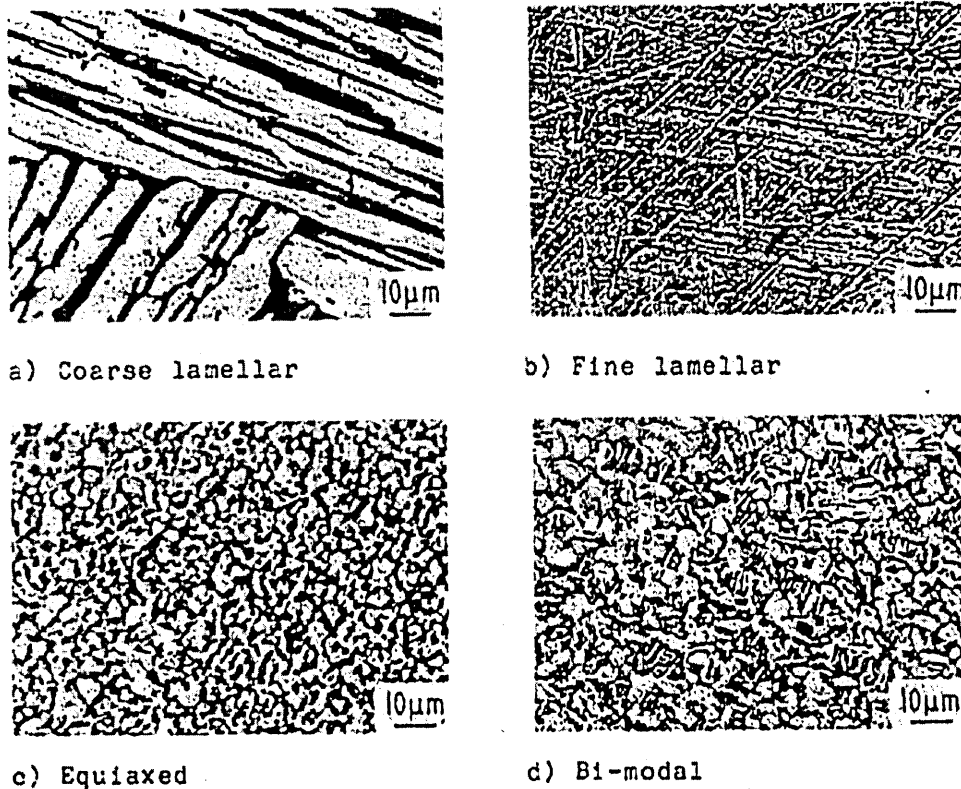 10μm
10μm
a) Coarse lamellar
b) Fine lamellar
10μm
10μm
c) Equiaxed
d) Bi-modal